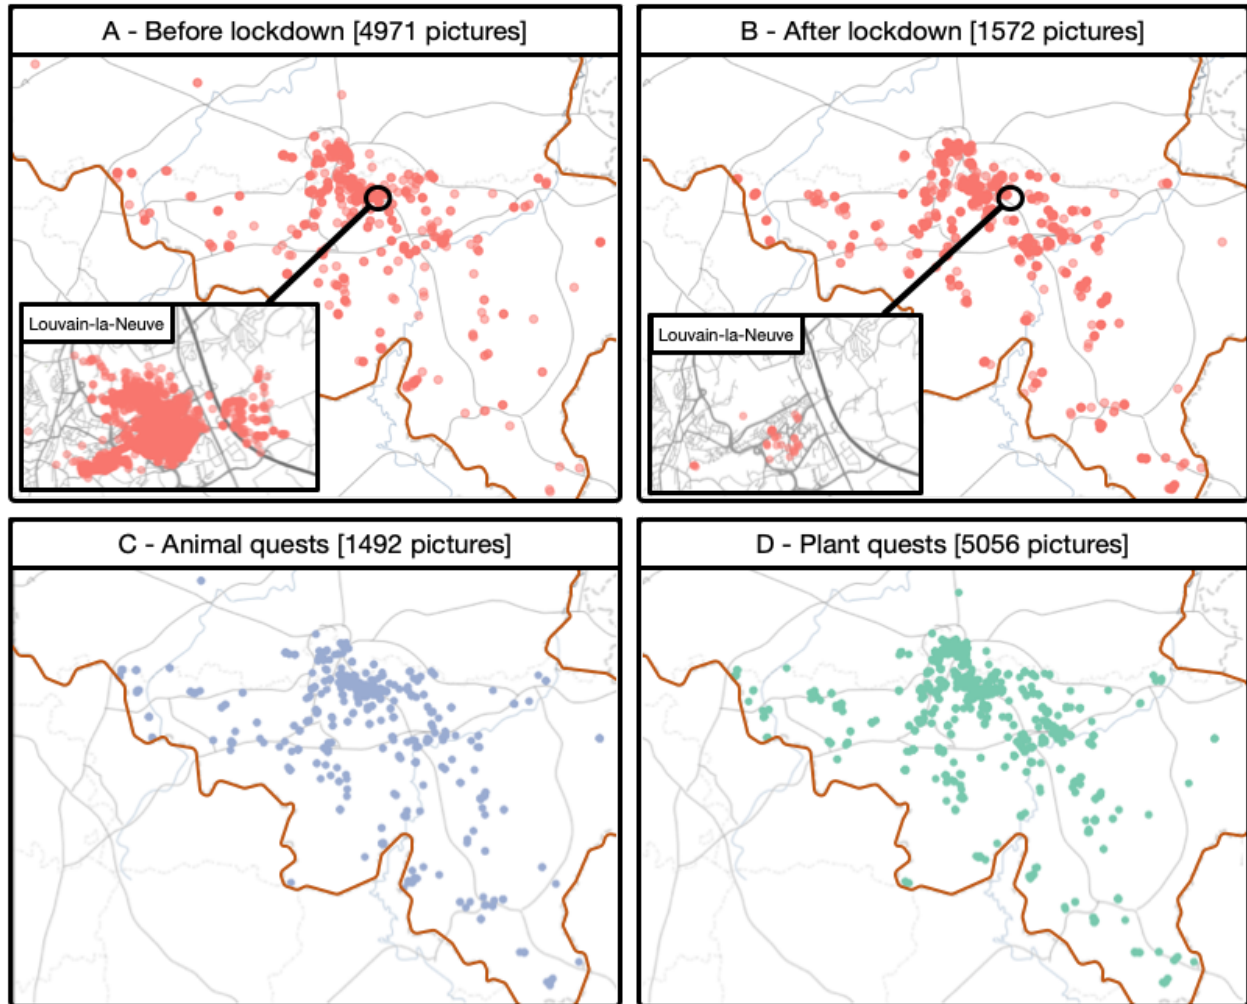 A - Before lockdown [4971 pictures]
B - After lockdown [1572 pictures]
Louvain-la-Neuve
Louvain-la-Neuve
C - Animal quests [1492 pictures]
D - Plant quests [5056 pictures]